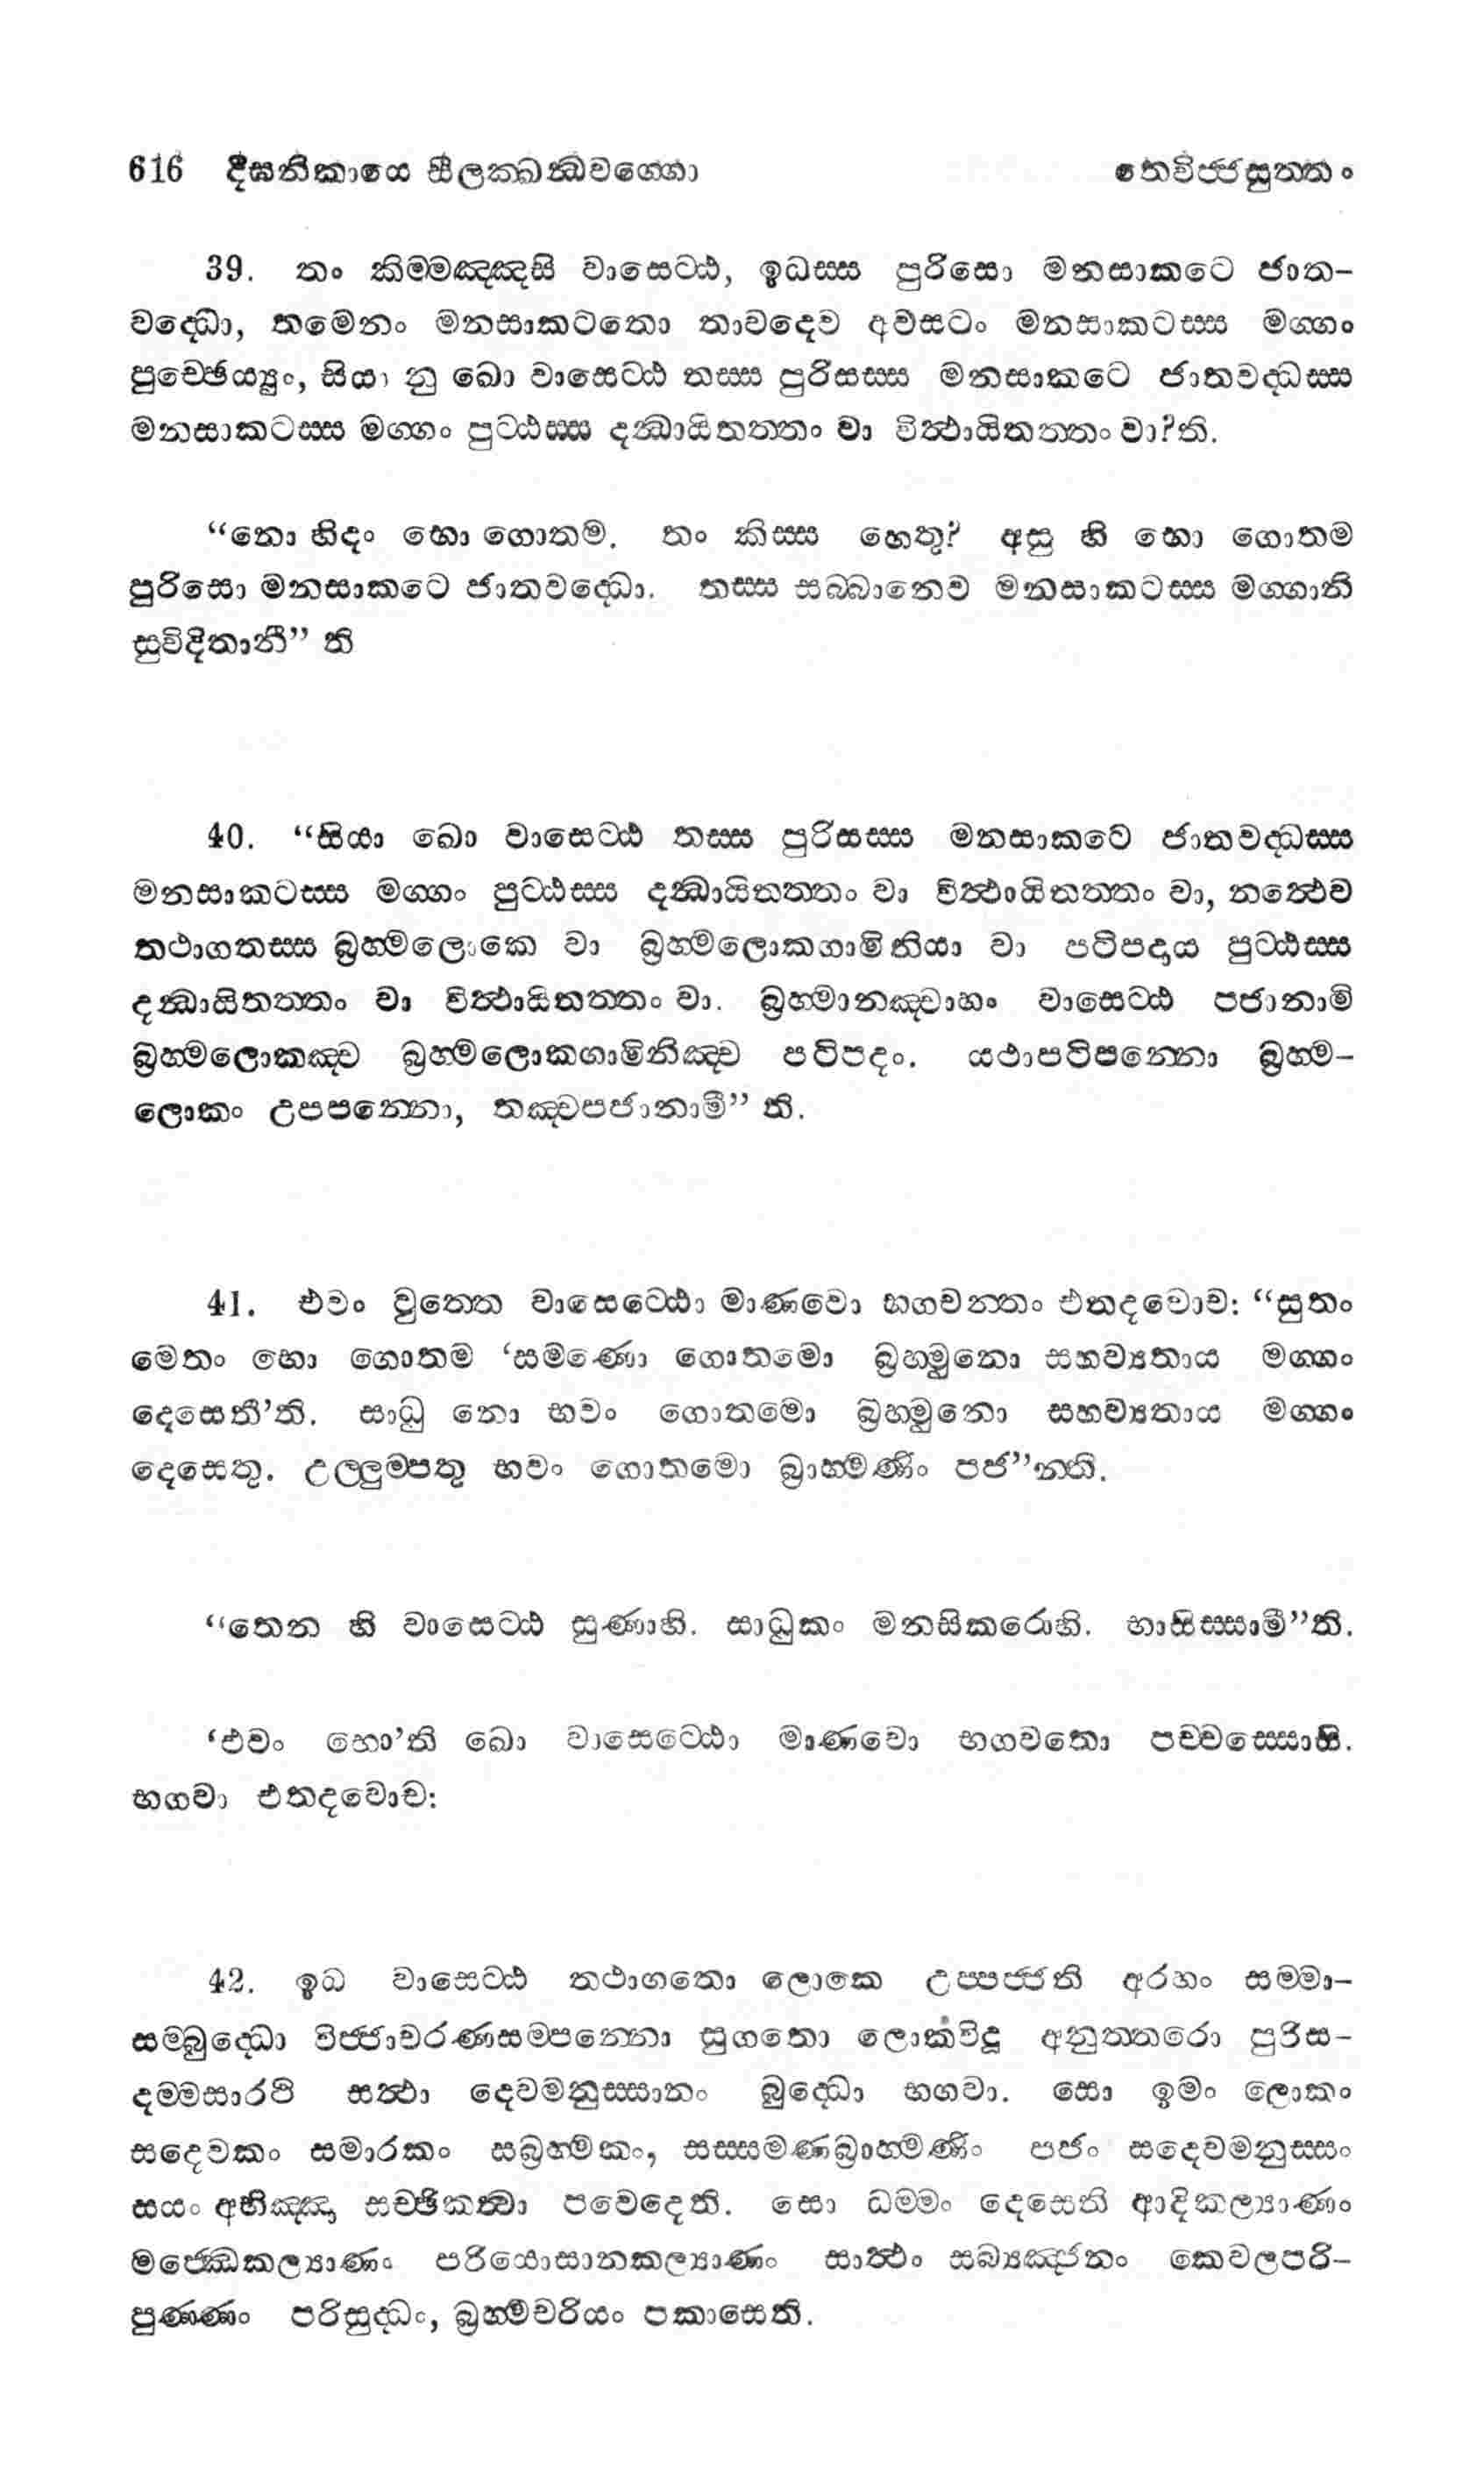 616 දීඝනිකායෙ සීලක්ඛන්ධවග්ගො තෙවිජ්ජසුත්තං
39. තං කිම්මඤ්ඤසි වාසෙට්ඨ, ඉධස්ස පුරිසො මනසාකටෙ ජාත-
වද්ධො, තමෙනං මනසාකටතො තාවදෙව අවසටං මනසාකටස්ස මග්ගං
පුච්ඡෙය්‍යුං, සියා නු ඛො වාසෙට්ඨ තස්ස පුරිසස්ස මනසාකටෙ ජාතවද්ධස්ස
මනසාකටස්ස මග්ගං පුට්ඨස්ස දන්ධායිතත්තං වා විත්ථායිතත්තං වා?ති.
“නො හිදං භො ගොතම. තං කිස්ස හෙතු? අසු හි භො ගොතම
පුරිසො මනසාකටෙ ජාතවද්ධො. තස්ස සබ්බානෙව මනසාකටස්ස මග්ගානි
සුවිදිතානී” ති
40. “සියා ඛො වාසෙට්ඨ තස්ස පුරිසස්ස මනසාකටෙ ජාතවද්ධස්ස
මනසාකටස්ස මග්ගං පුට්ඨස්ස දන්ධායිතත්තං වා විත්ථායිතත්තං වා, නත්ථෙව
තථාගතස්ස බ්‍රහ්මලොකෙ වා බ්‍රහ්මලොකගාමිනියා වා පටිපදාය පුට්ඨස්ස
දන්ධායිතත්තං වා විත්ථායිතත්තං වා. බ්‍රහ්මානඤ්චාහං වාසෙට්ඨ පජානාමි
බ්‍රහ්මලොකඤ්ච බ්‍රහ්මලොකගාමිනිඤ්ච පටිපදං. යථාපටිපන්නො බ්‍රහ්ම-
ලොකං උපපන්නො, තඤ්චපජානාමී” ති.
41. එවං වුත්තෙ වාසෙට්ඨො මාණවො භගවන්තං එතදවොච: “සුතං
මෙතං භො ගොතම ‘සමණො ගොතමො බ්‍රහ්මුනො සහව්‍යතාය මග්ගං
දෙසෙතී’ති. සාධු නො භවං ගොතමො බ්‍රහ්මුනො සහව්‍යතාය මග්ගං
දෙසෙතු. උල්ලුම්පතු භවං ගොතමො බ්‍රාහ්මණිං පජ”න්ති.
“තෙන හි වාසෙට්ඨ සුණාහි. සාධුකං මනසිකරොහි. භාසිස්සාමී”ති.
‘එවං භො’ති ඛො වාසෙට්ඨො මාණවො භගවතො පච්චස්සොසි.
භගවා එතදවොච:
42. ඉධ වාසෙට්ඨ තථාගතො ලොකෙ උප්පජ්ජති අරහං සම්මා-
සම්බුද්ධො විජ්ජාචරණසම්පන්නො සුගතො ලොකවිදූ අනුත්තරො පුරිස-
දම්මසාරථි සත්ථා දෙවමනුස්සානං බුද්ධො භගවා. සො ඉමං ලොකං
සදෙවකං සමාරකං සබ්‍රහ්මකං, සස්සමණබ්‍රාහ්මණිං පජං සදෙවමනුස්සං
සයං අභිඤ්ඤා සච්ඡිකත්වා පවෙදෙති. සො ධම්මං දෙසෙති ආදිකල්‍යාණං
මජ්ඣෙකල්‍යාණං පරියොසානකල්‍යාණං සාත්ථං සබ්‍යඤ්ජනං කෙවලපරි-
පුණ්ණං පරිසුද්ධං, බ්‍රහ්මචරියං පකාසෙති.